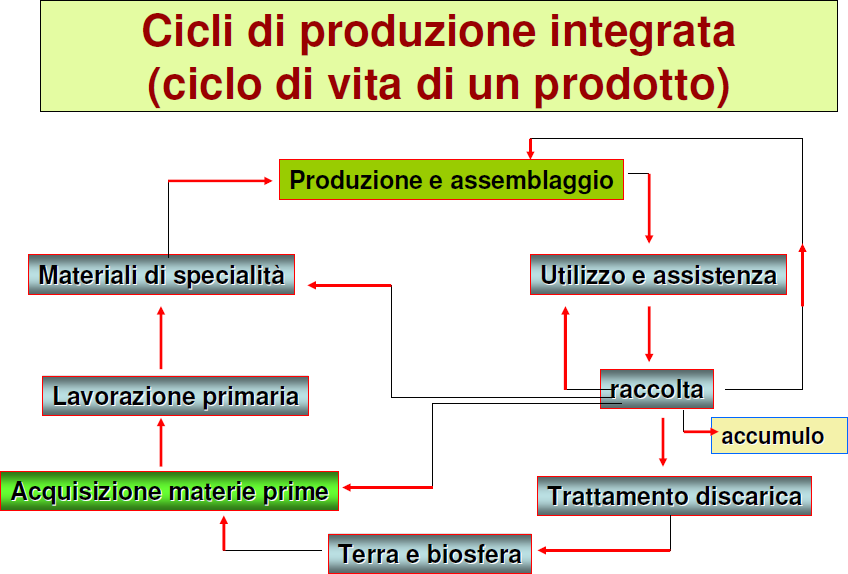 Cicli di produzione integrata
(ciclo di vita di un prodotto)
Produzione e assemblaggio
Materiali di specialità
Utilizzo e assistenza
Lavorazione primaria
raccolta
accumulo
Acquisizione materie prime
Trattamento discarica
Terra e biosfera